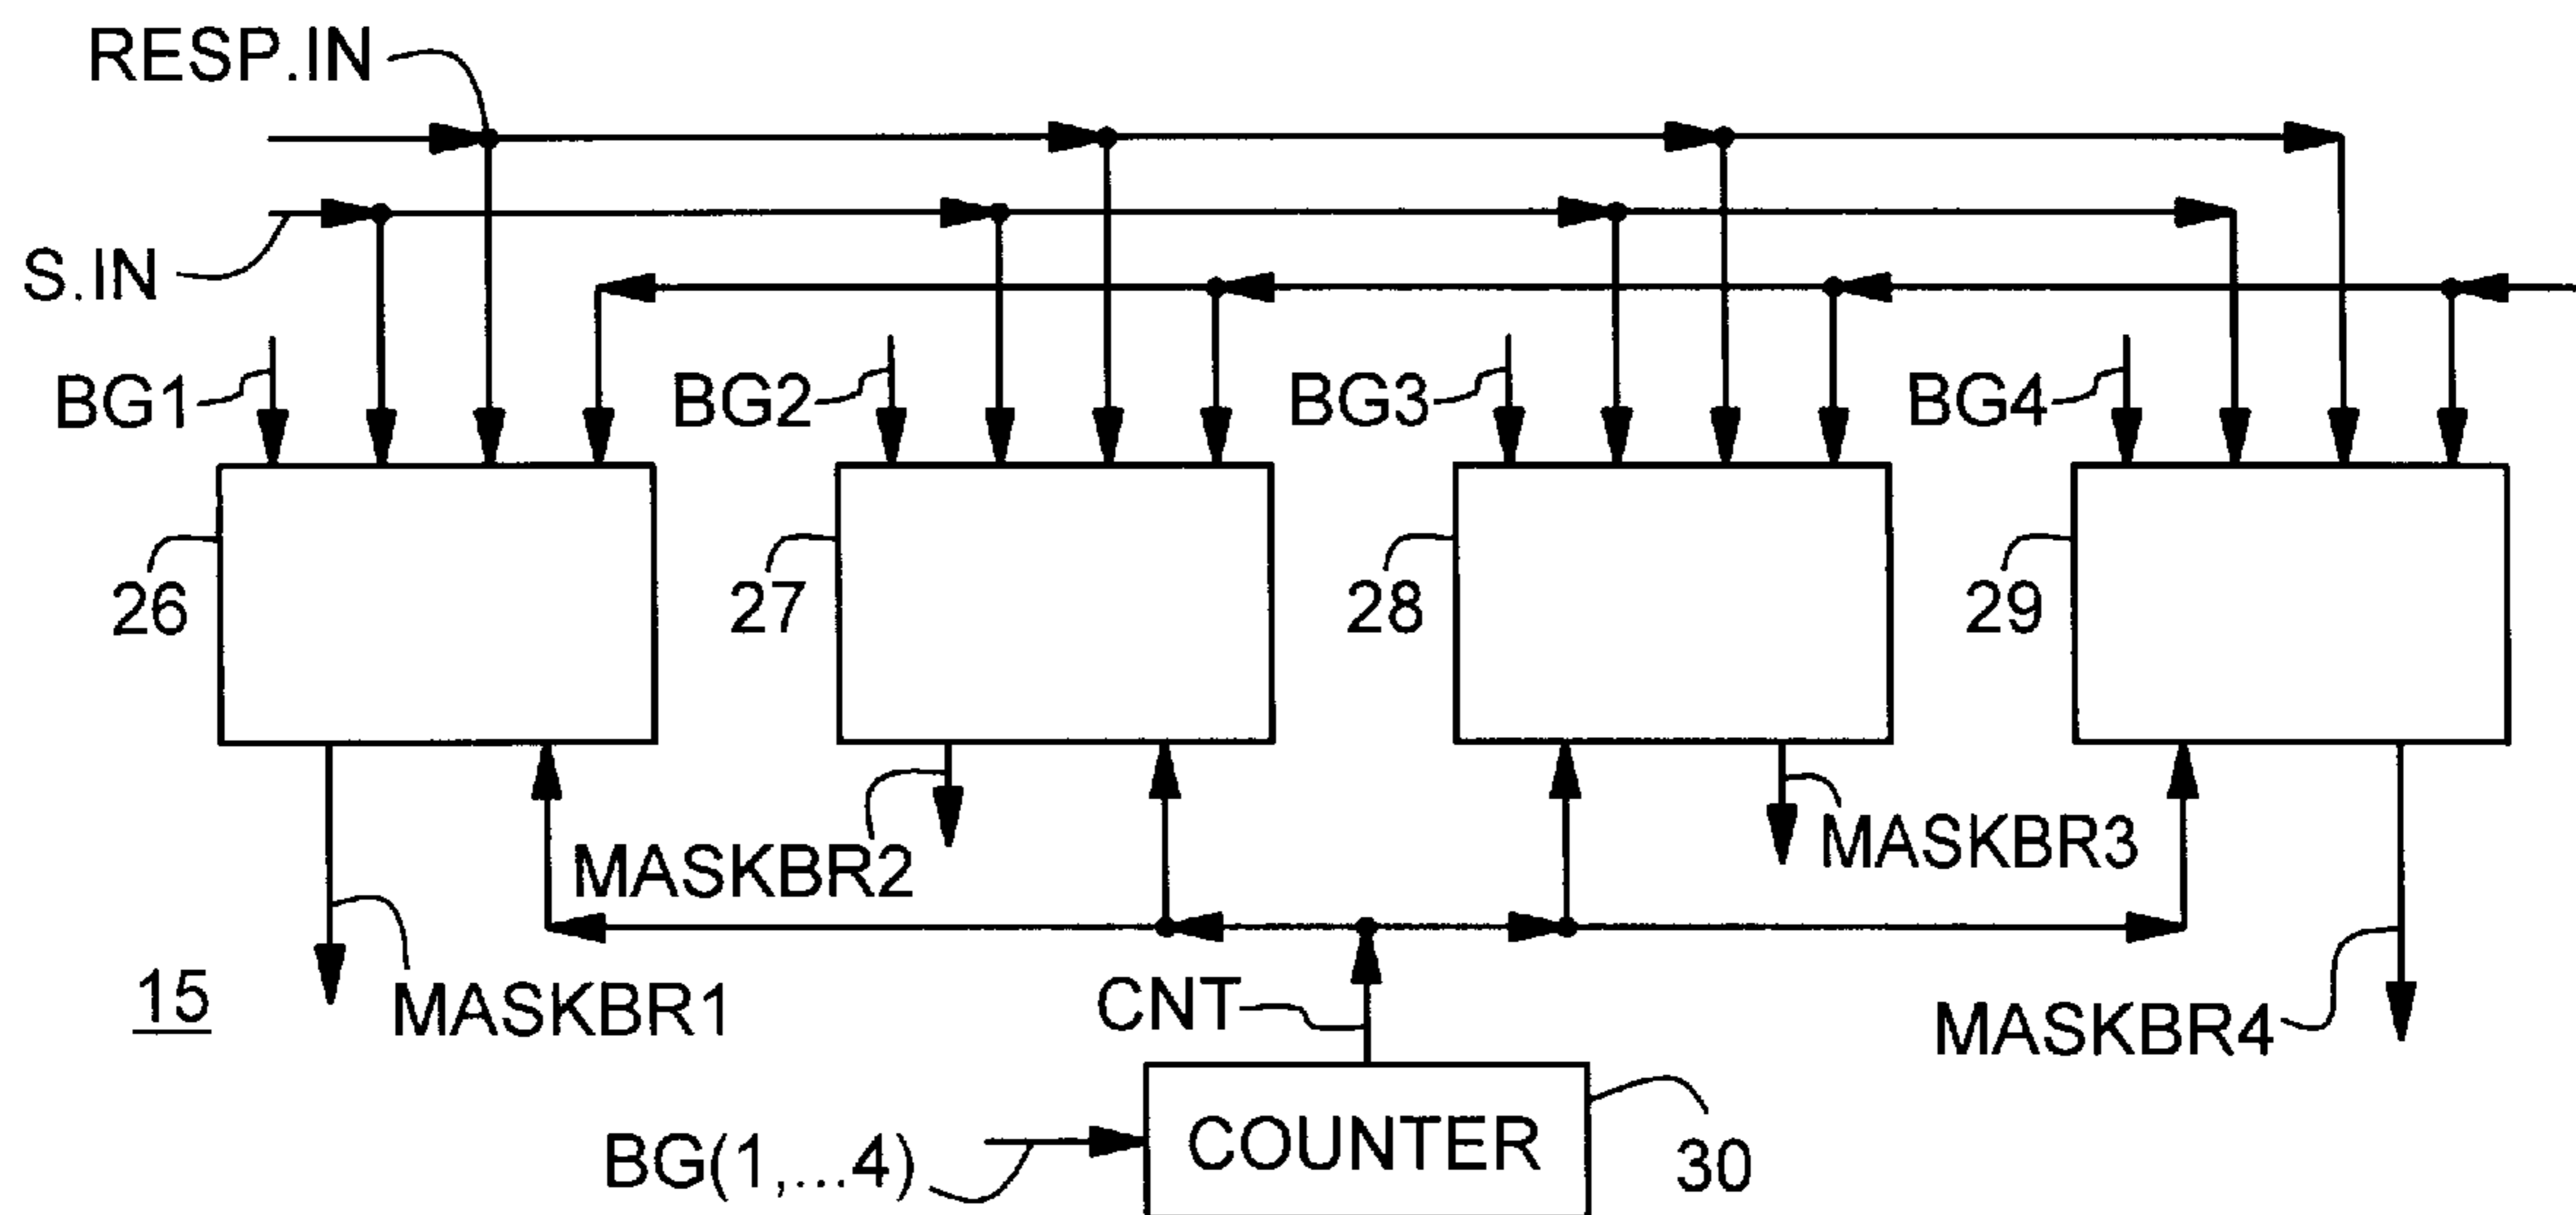 RESP.IN
S.IN
BG1
BG2
BG3
BG4
26
27
28
29
MASKBR2
MASKBR3
15
MASKBR1
CNT
MASKBR4
BG(1,...4)
COUNTER
30